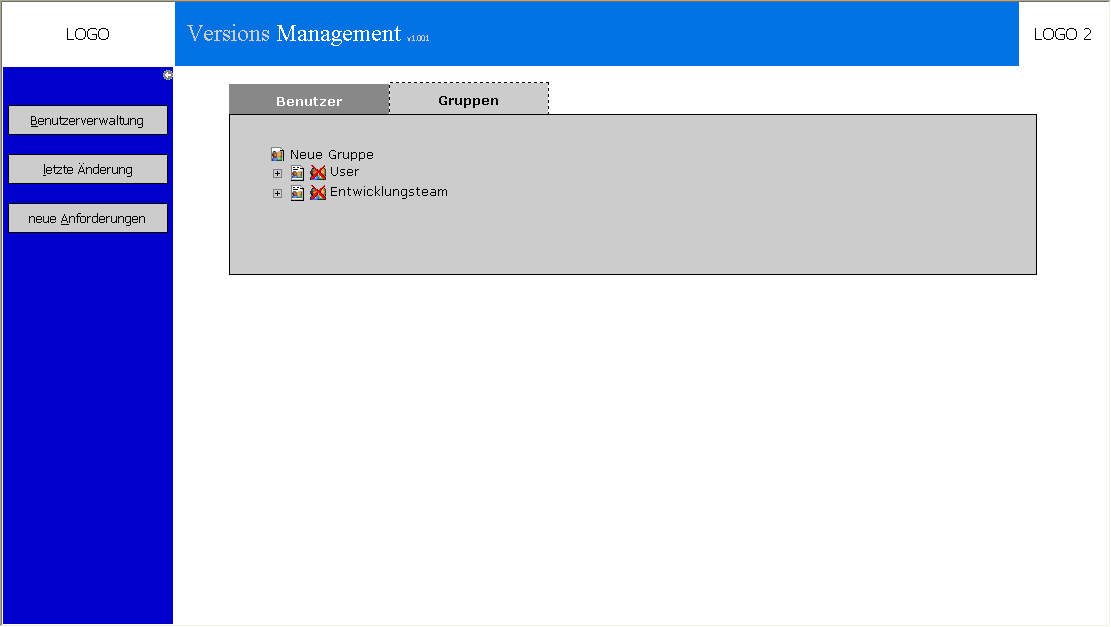 LOGO
Versions Management v1.001
LOGO 2
Benutzerverwaltung
letzte Änderung
neue Anforderungen
Benutzer
Gruppen
Neue Gruppe
User
Entwicklungsteam